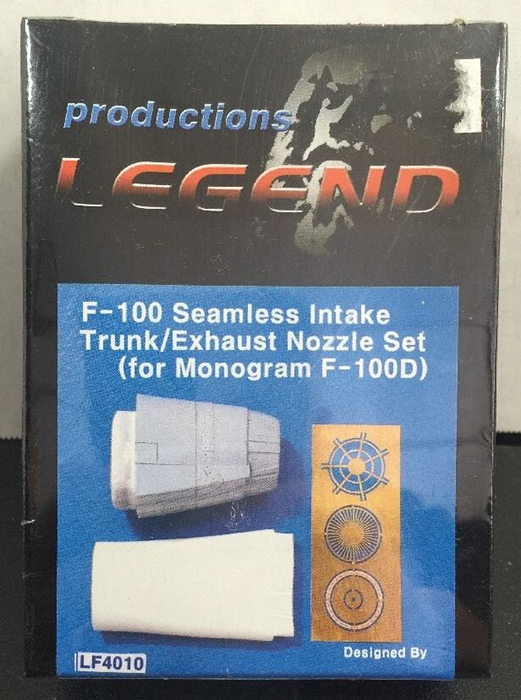 productions
LEGEND
F-100 Seamless Intake
Trunk/Exhaust Nozzle Set
(for Monogram F-100D)
LF4010
Designed By